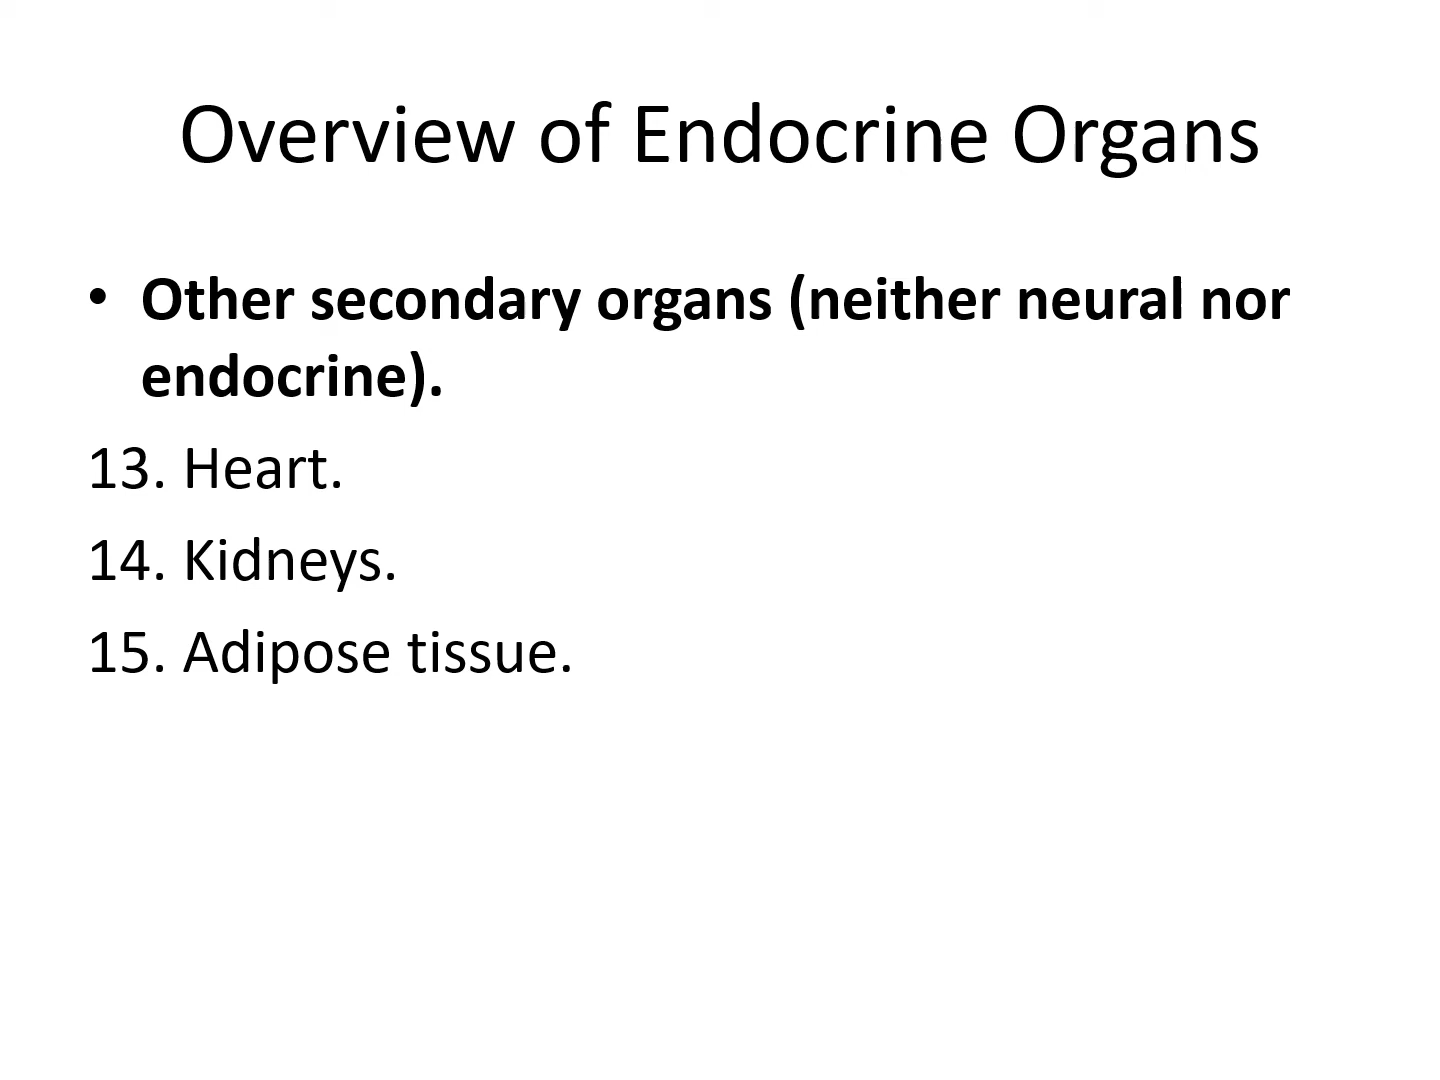 Overview of Endocrine Organs
• Other secondary organs (neither neural nor
endocrine).
13. Heart.
14. Kidneys.
15. Adipose tissue.